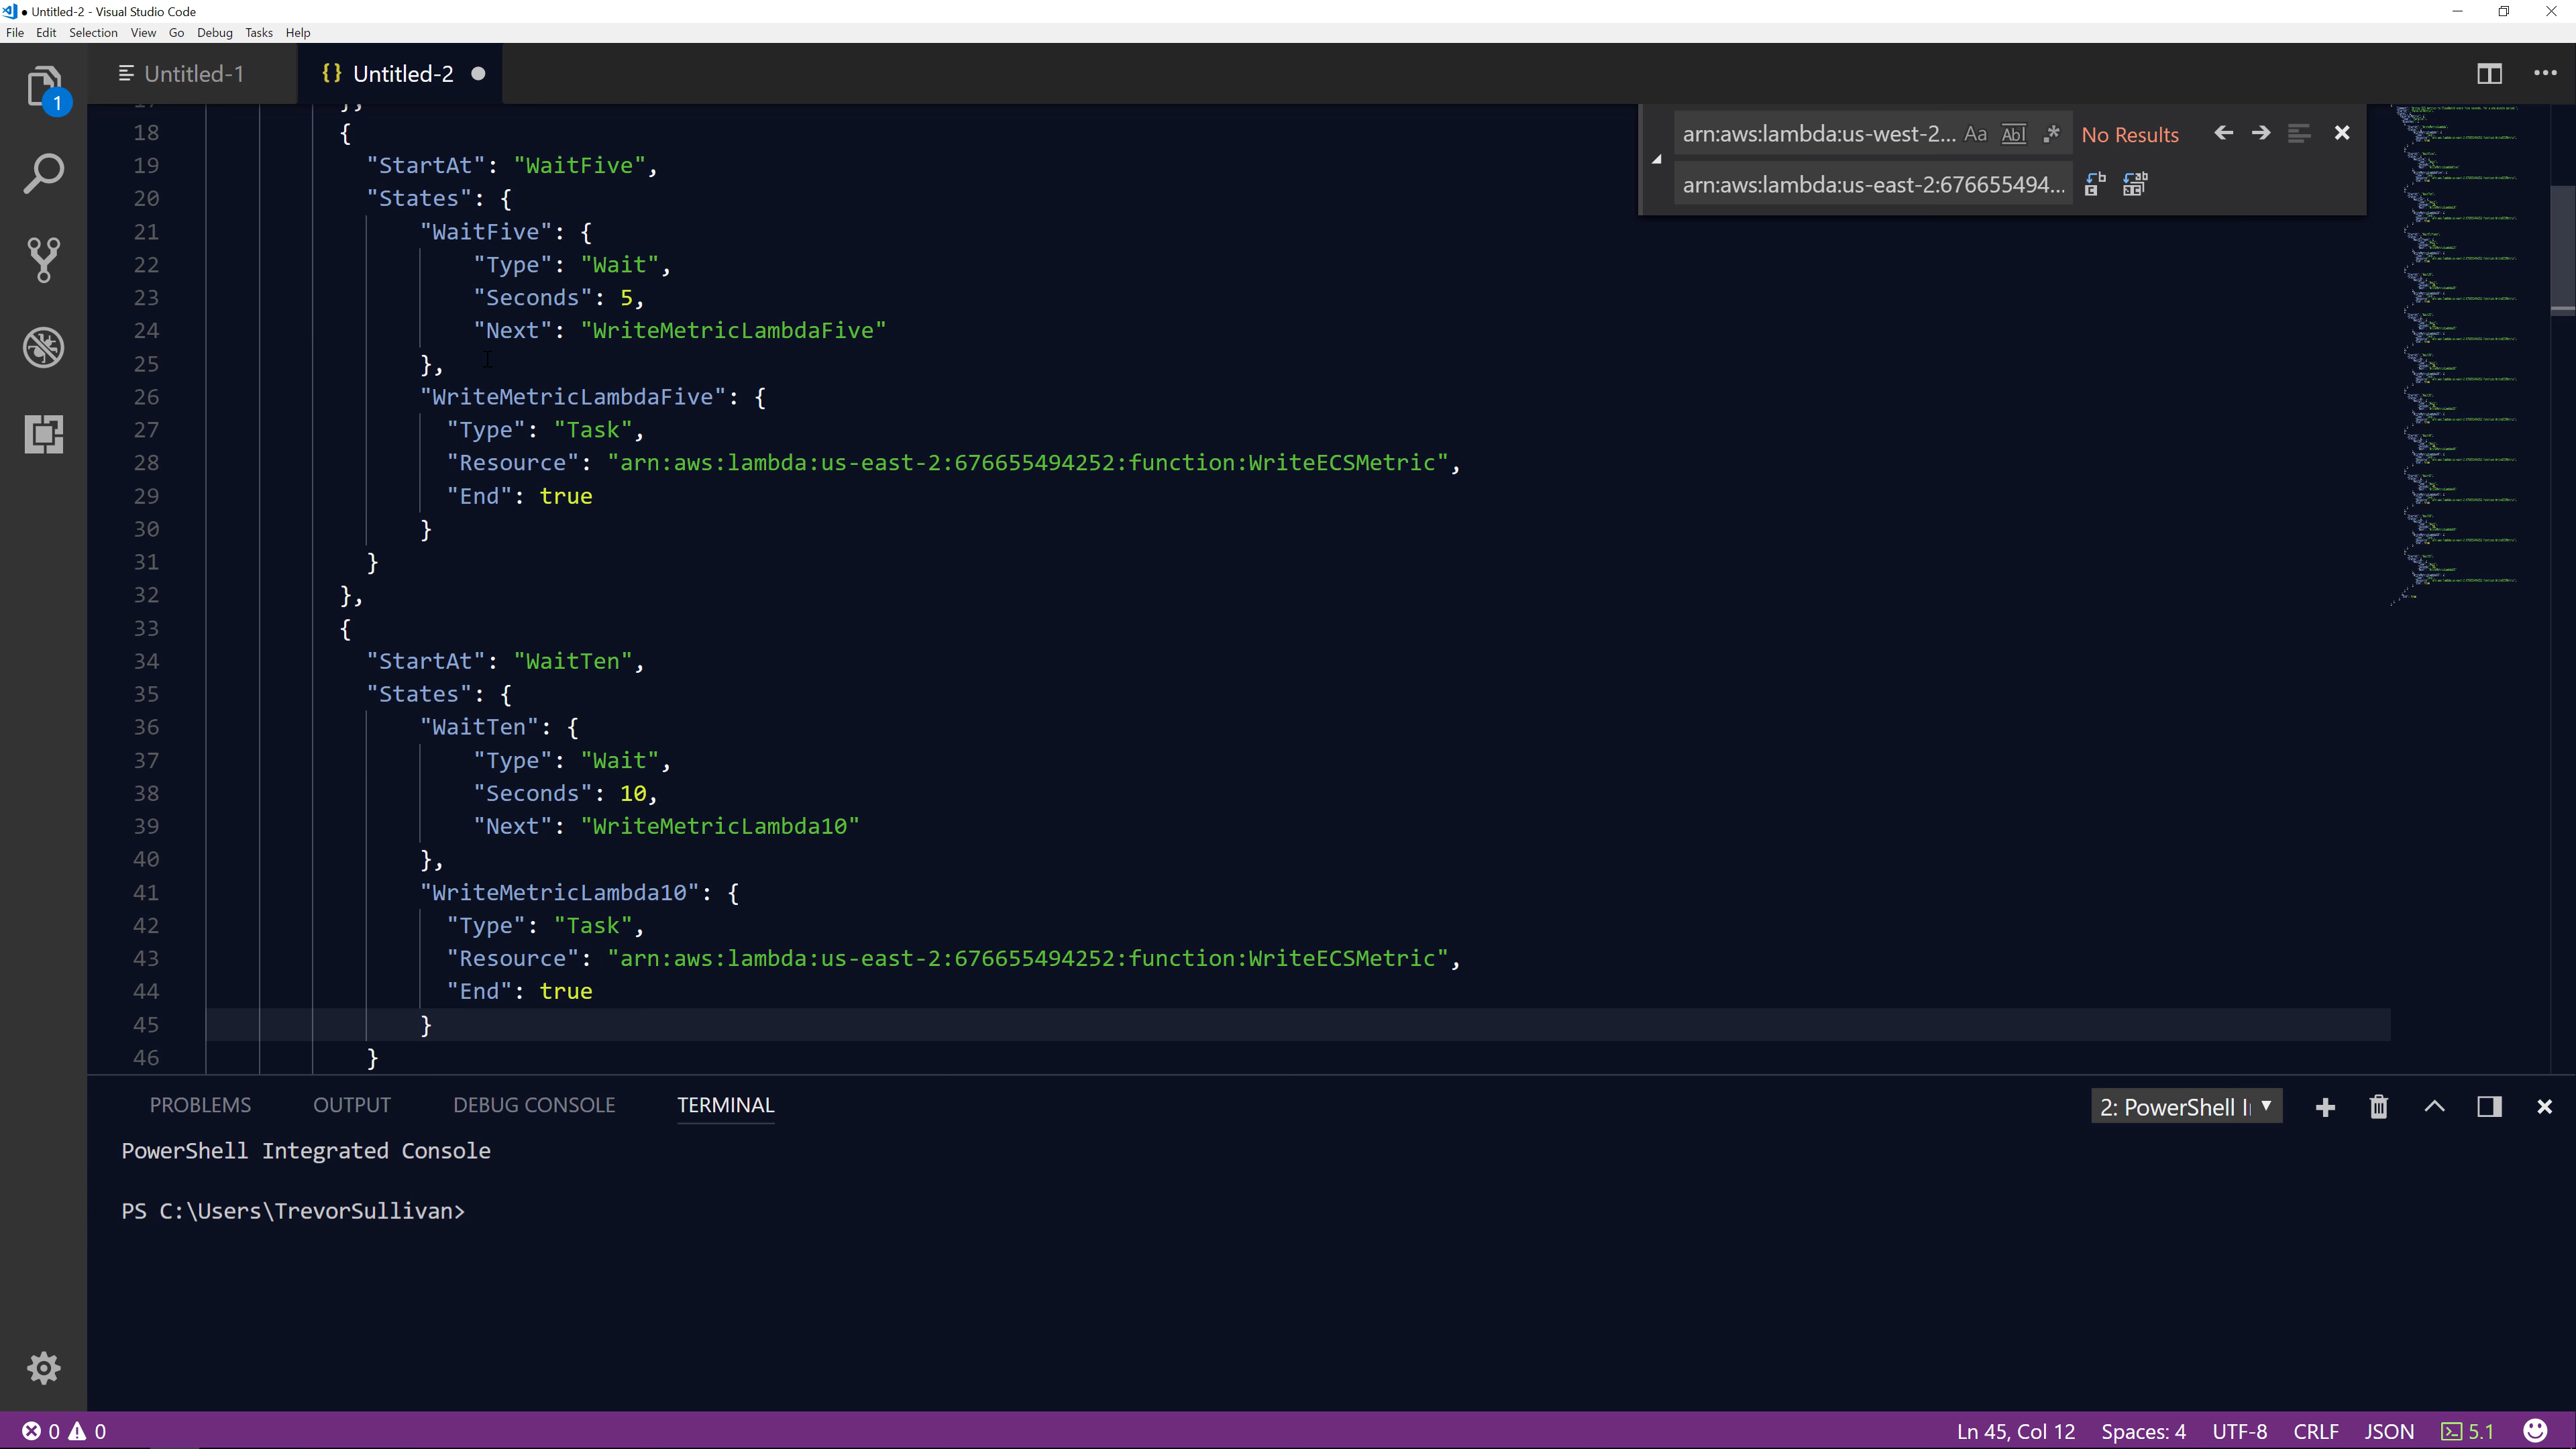 ● Untitled-2 - Visual Studio Code
File Edit Selection View Go Debug Tasks Help
1
Untitled-1
{} Untitled-2 ●
arn:aws:lambda:us-west-2... Aa Abl .* No Results
arn:aws:lambda:us-east-2:676655494...
17 },
18 {
19 "StartAt": "WaitFive",
20 "States": {
21 "WaitFive": {
22 "Type": "Wait",
23 "Seconds": 5,
24 "Next": "WriteMetricLambdaFive"
25 },
26 "WriteMetricLambdaFive": {
27 "Type": "Task",
28 "Resource": "arn:aws:lambda:us-east-2:676655494252:function:WriteECSMetric",
29 "End": true
30 }
31 }
32 },
33 {
34 "StartAt": "WaitTen",
35 "States": {
36 "WaitTen": {
37 "Type": "Wait",
38 "Seconds": 10,
39 "Next": "WriteMetricLambda10"
40 },
41 "WriteMetricLambda10": {
42 "Type": "Task",
43 "Resource": "arn:aws:lambda:us-east-2:676655494252:function:WriteECSMetric",
44 "End": true
45 }
46 }
PROBLEMS OUTPUT DEBUG CONSOLE TERMINAL
2: PowerShell I
PowerShell Integrated Console
PS C:\Users\TrevorSullivan>
0 0
Ln 45, Col 12 Spaces: 4 UTF-8 CRLF JSON 5.1